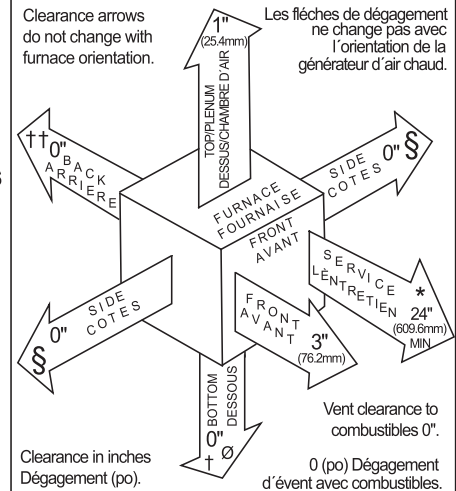 Clearance arrows
do not change with
furnace orientation.
Les fléches de dégagement
ne change pas avec
l´orientation de la
générateur d´air chaud.
1"
(25.4mm)
TOP/PLENUM
DESSUS/CHAMBRE D´AIR
††0"
BACK
ARRIERE
SIDE
COTES
0" §
FURNACE
FOURNAISE
FRONT
AVANT
SERVICE
LÈNTRETIEN
*
24"
(609.6mm)
MIN
§ 0"
SIDE
COTES
FRONT
AVANT
3"
(76.2mm)
BOTTOM
DESSOUS
0"
† Ø
Vent clearance to
combustibles 0".
Clearance in inches
Dégagement (po).
0 (po) Dégagement
d´évent avec combustibles.